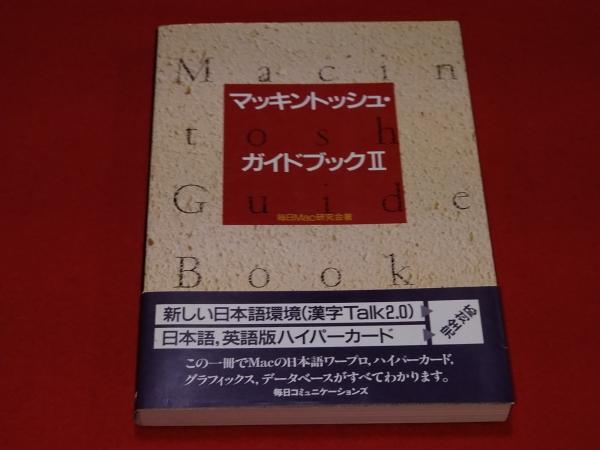 Macin
マッキントッシュ・
tosh
ガイドブックⅡ
Guide
毎日Mac研究会著
Book
新しい日本語環境(漢字Talk2.0)
日本語,英語版ハイパーカード
この一冊でMacの日本語ワープロ,ハイパーカード,
グラフィックス,データベースがすべてわかります。
毎日コミュニケーションズ